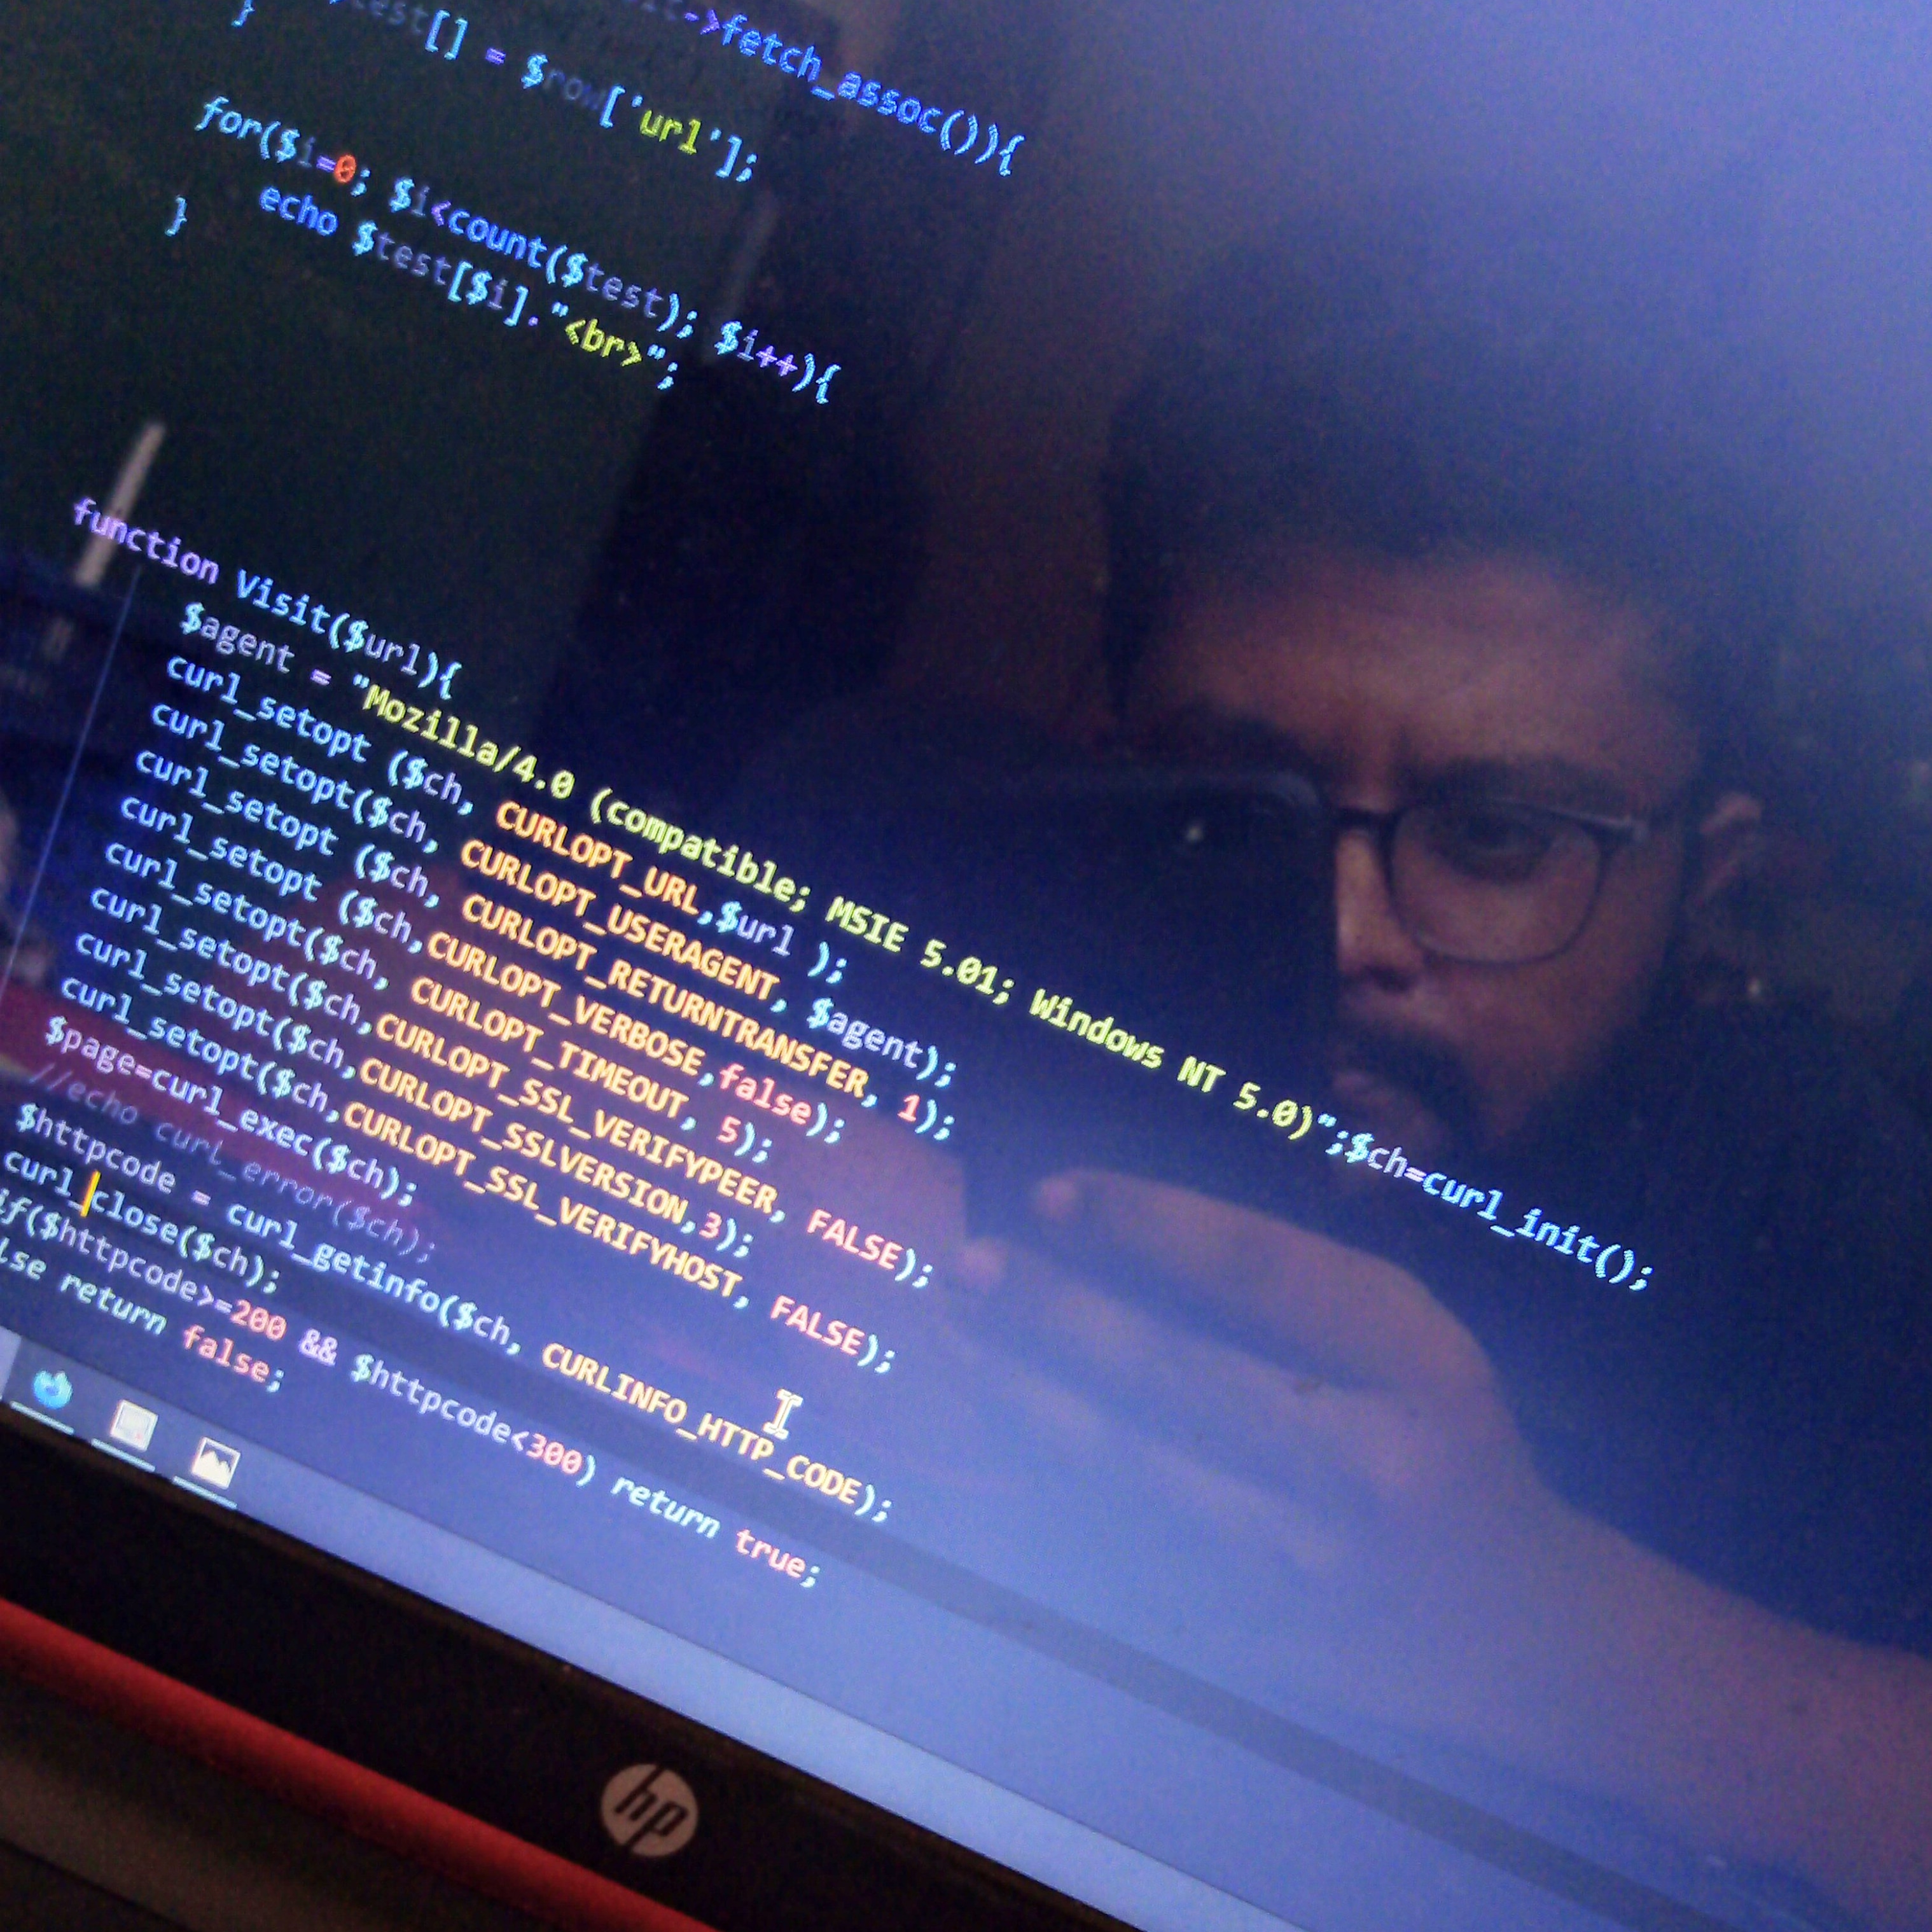 ->fetch_assoc()){
test[] = $row['url'];
}
for($i=0; $i<count($test); $i++){
echo $test[$i]."<br>";
}
function Visit($url){
$agent = "Mozilla/4.0 (compatible; MSIE 5.01; Windows NT 5.0)";$ch=curl_init();
curl_setopt ($ch, CURLOPT_URL,$url );
curl_setopt($ch, CURLOPT_USERAGENT, $agent);
curl_setopt ($ch, CURLOPT_RETURNTRANSFER, 1);
curl_setopt ($ch,CURLOPT_VERBOSE,false);
curl_setopt($ch, CURLOPT_TIMEOUT, 5);
curl_setopt($ch,CURLOPT_SSL_VERIFYPEER, FALSE);
curl_setopt($ch,CURLOPT_SSLVERSION,3);
curl_setopt($ch,CURLOPT_SSL_VERIFYHOST, FALSE);
$page=curl_exec($ch);
//echo curl_error($ch);
$httpcode = curl_getinfo($ch, CURLINFO_HTTP_CODE);
curl_close($ch);
if($httpcode>=200 && $httpcode<300) return true;
lse return false;
hp